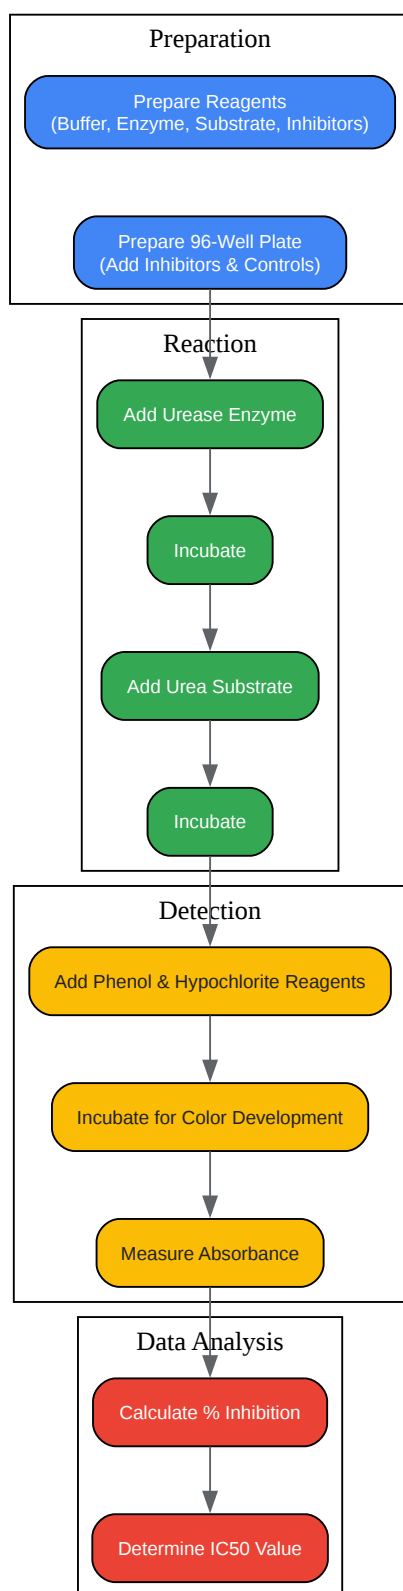 Preparation
Prepare Reagents
(Buffer, Enzyme, Substrate, Inhibitors)
Prepare 96-Well Plate
(Add Inhibitors & Controls)
Reaction
Add Urease Enzyme
Incubate
Add Urea Substrate
Incubate
Detection
Add Phenol & Hypochlorite Reagents
Incubate for Color Development
Measure Absorbance
Data Analysis
Calculate % Inhibition
Determine IC50 Value